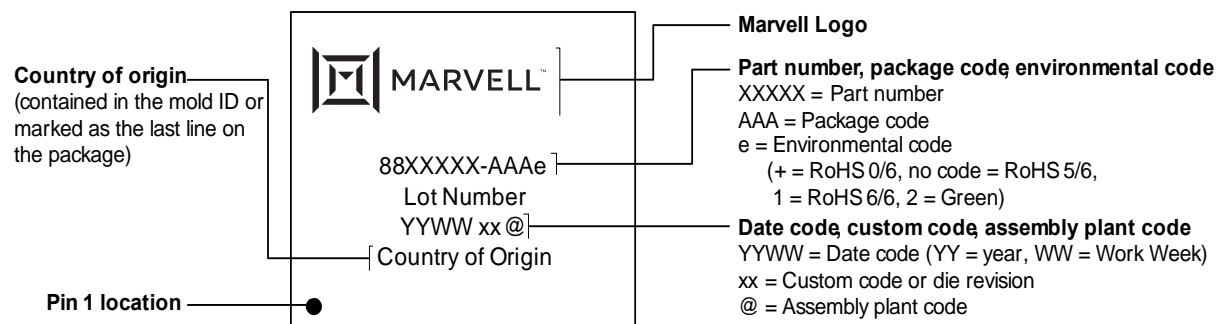 Marvell Logo
Country of origin
(contained in the mold ID or
marked as the last line on
the package)
MARVELL™
Part number, package code, environmental code
XXXXX = Part number
AAA = Package code
e = Environmental code
(+ = RoHS 0/6, no code = RoHS 5/6,
1 = RoHS 6/6, 2 = Green)
88XXXXX-AAAe
Lot Number
YYWW xx @
Country of Origin
Date code, custom code, assembly plant code
YYWW = Date code (YY = year, WW = Work Week)
xx = Custom code or die revision
@ = Assembly plant code
Pin 1 location